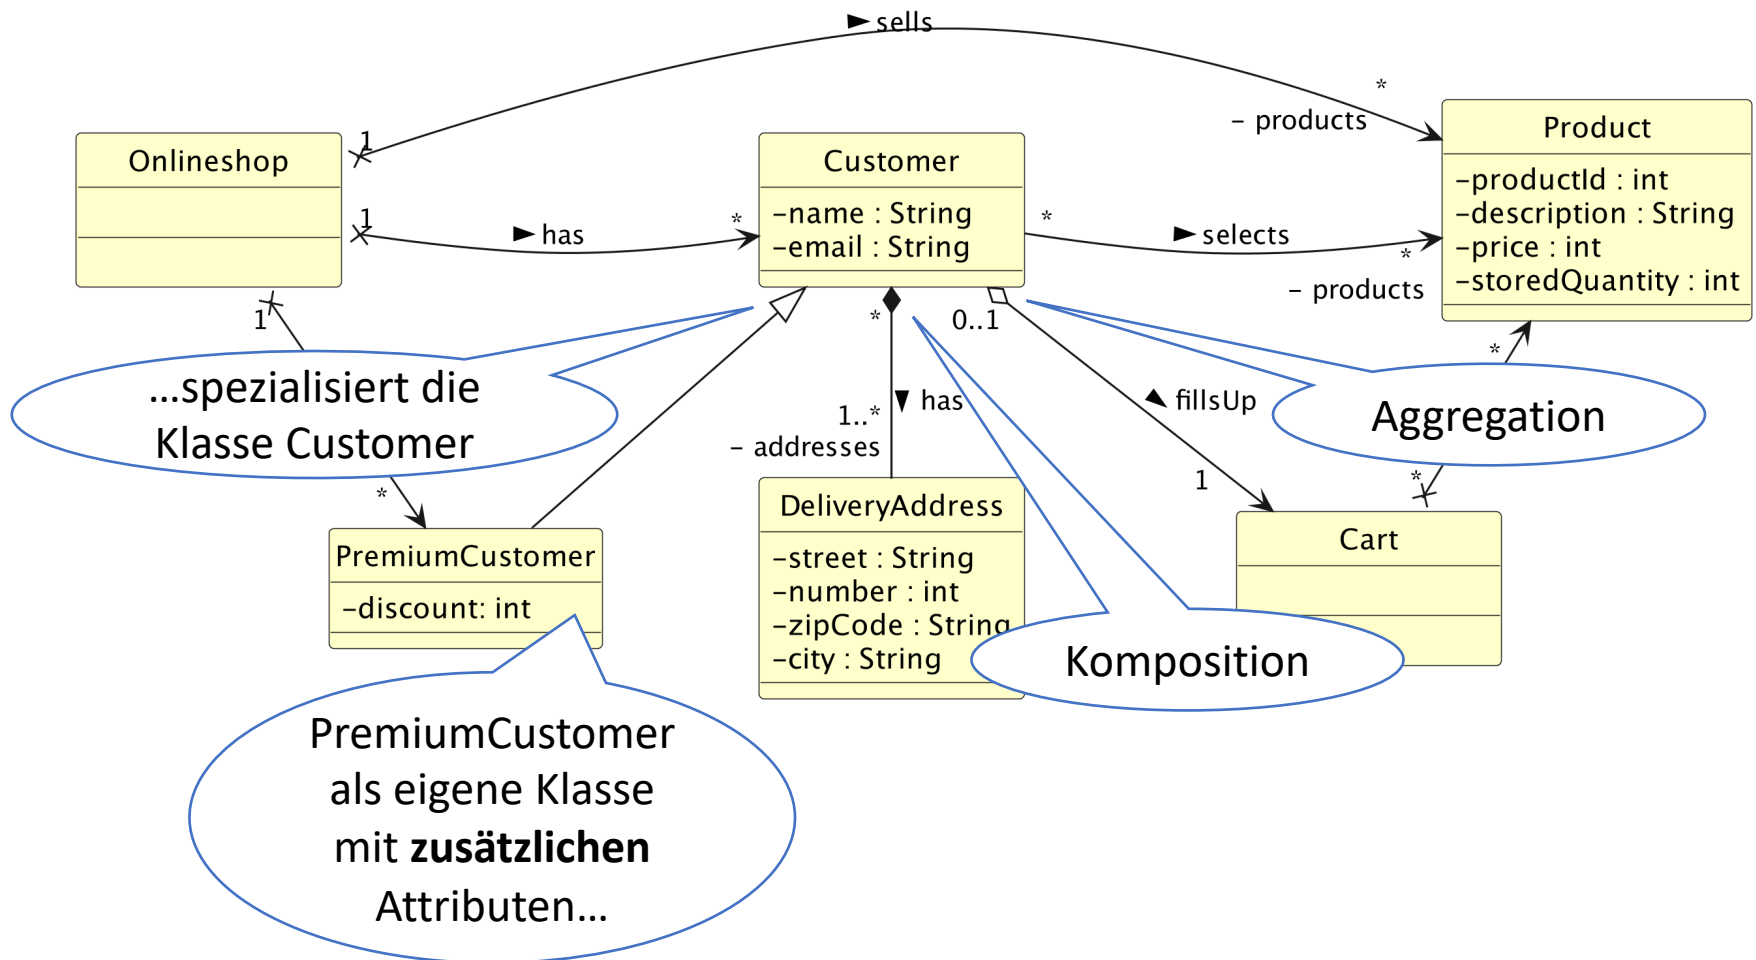 ► sells
*
– products
Onlineshop
1
1
1
► has
*
Customer
–name : String
–email : String
*
► selects
*
– products
Product
–productId : int
–description : String
–price : int
–storedQuantity : int
*
0..1
*
…spezialisiert die
Klasse Customer
1..*
▼ has
– addresses
fillsUp
Aggregation
*
1
*
PremiumCustomer
–discount: int
DeliveryAddress
–street : String
–number : int
–zipCode : String
–city : String
Cart
Komposition
PremiumCustomer
als eigene Klasse
mit zusätzlichen
Attributen…